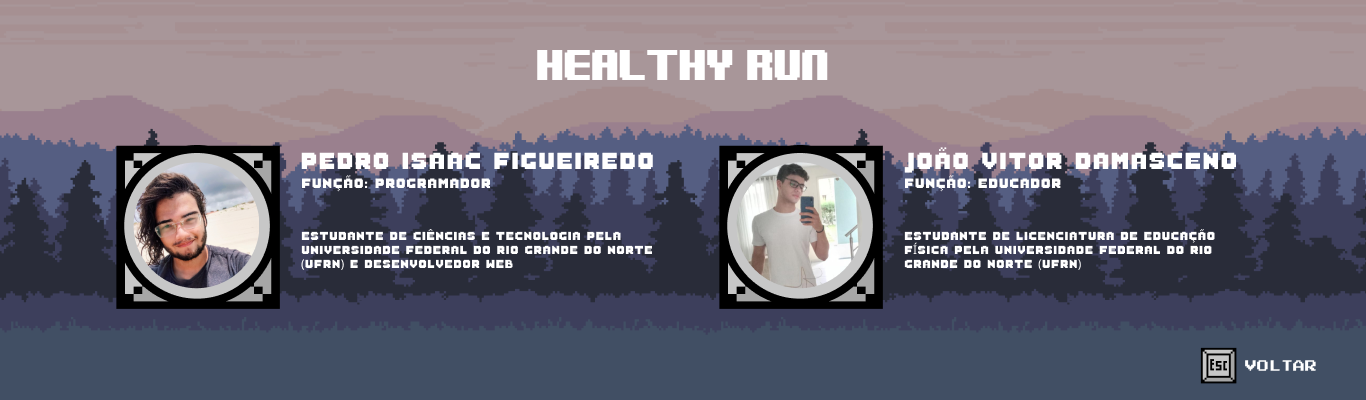 HEALTHY RUN
PEDRO ISAAC FIGUEIREDO
FUNÇÃO: PROGRAMADOR
ESTUDANTE DE CIÊNCIAS E TECNOLOGIA PELA
UNIVERSIDADE FEDERAL DO RIO GRANDE DO NORTE
(UFRN) E DESENVOLVEDOR WEB
JOÃO VITOR DAMASCENO
FUNÇÃO: EDUCADOR
ESTUDANTE DE LICENCIATURA DE EDUCAÇÃO
FÍSICA PELA UNIVERSIDADE FEDERAL DO RIO
GRANDE DO NORTE (UFRN)
ESC VOLTAR